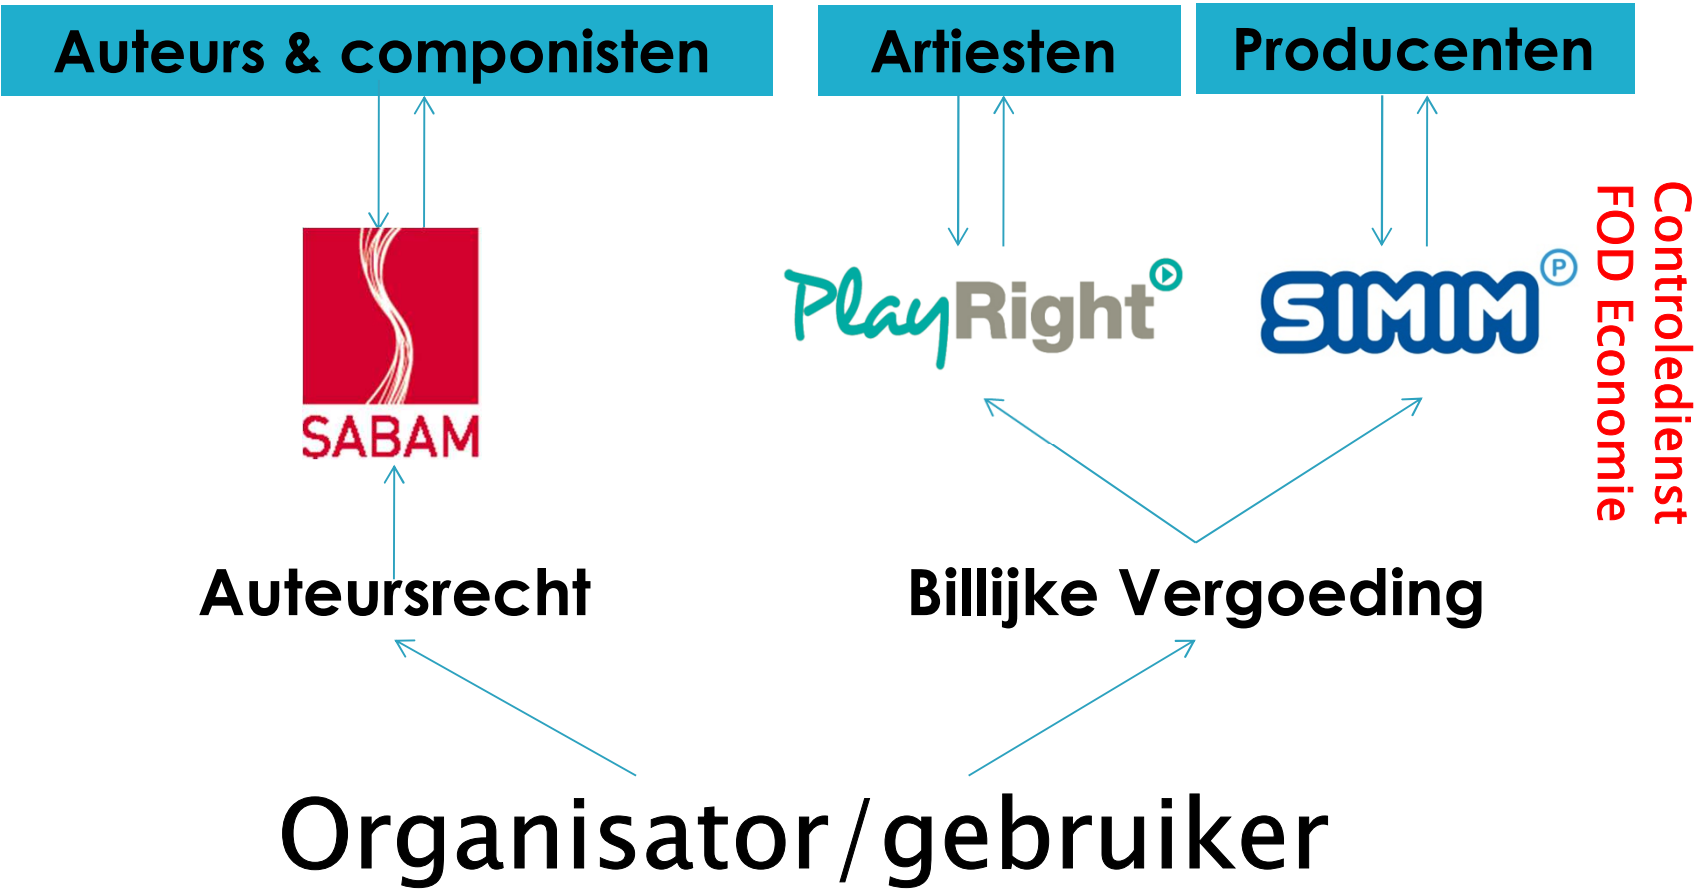 Auteurs & componisten
Artiesten
Producenten
SABAM
PlayRight
SIMIM
P
Controledienst
FOD Economie
Auteursrecht
Billijke Vergoeding
Organisator/gebruiker